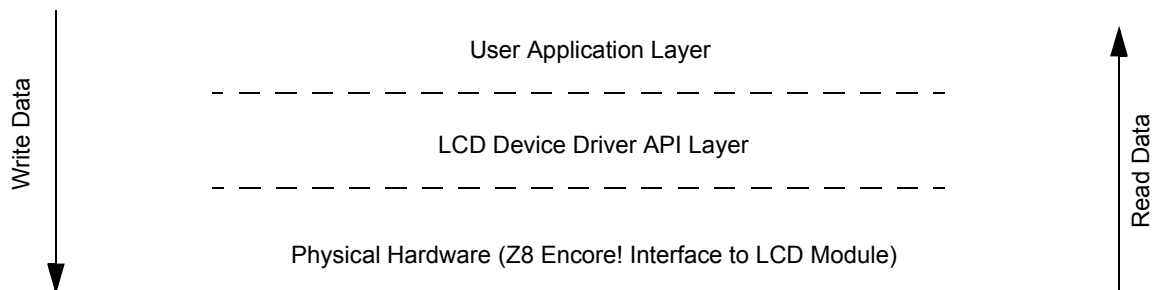 User Application Layer
Write Data
LCD Device Driver API Layer
Read Data
Physical Hardware (Z8 Encore! Interface to LCD Module)